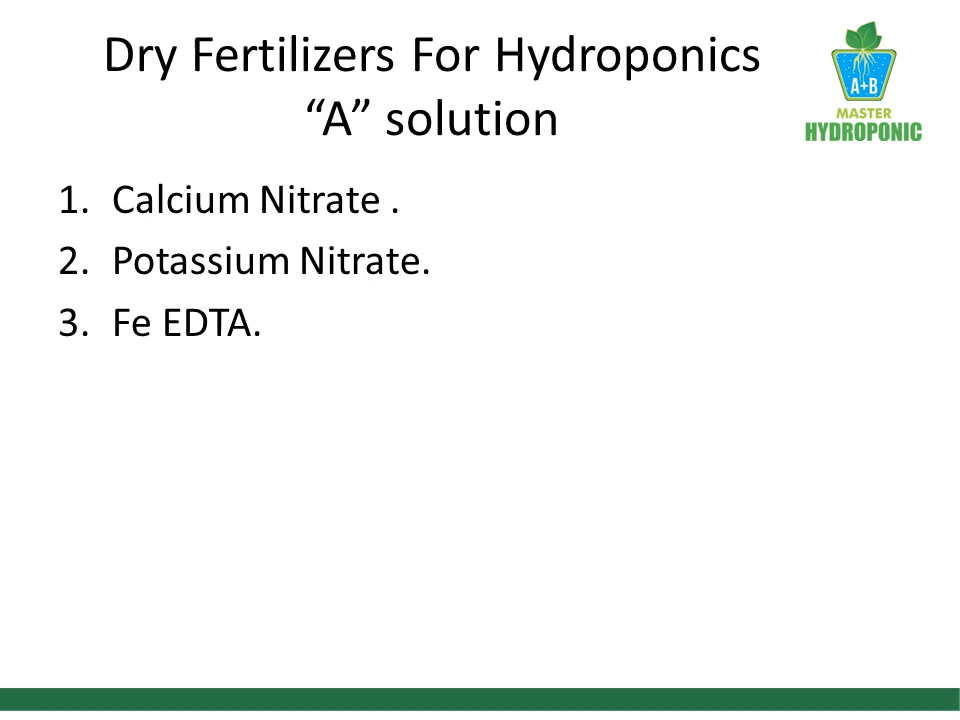 Dry Fertilizers For Hydroponics
“A” solution
A+B
MASTER
HYDROPONIC
1. Calcium Nitrate .
2. Potassium Nitrate.
3. Fe EDTA.